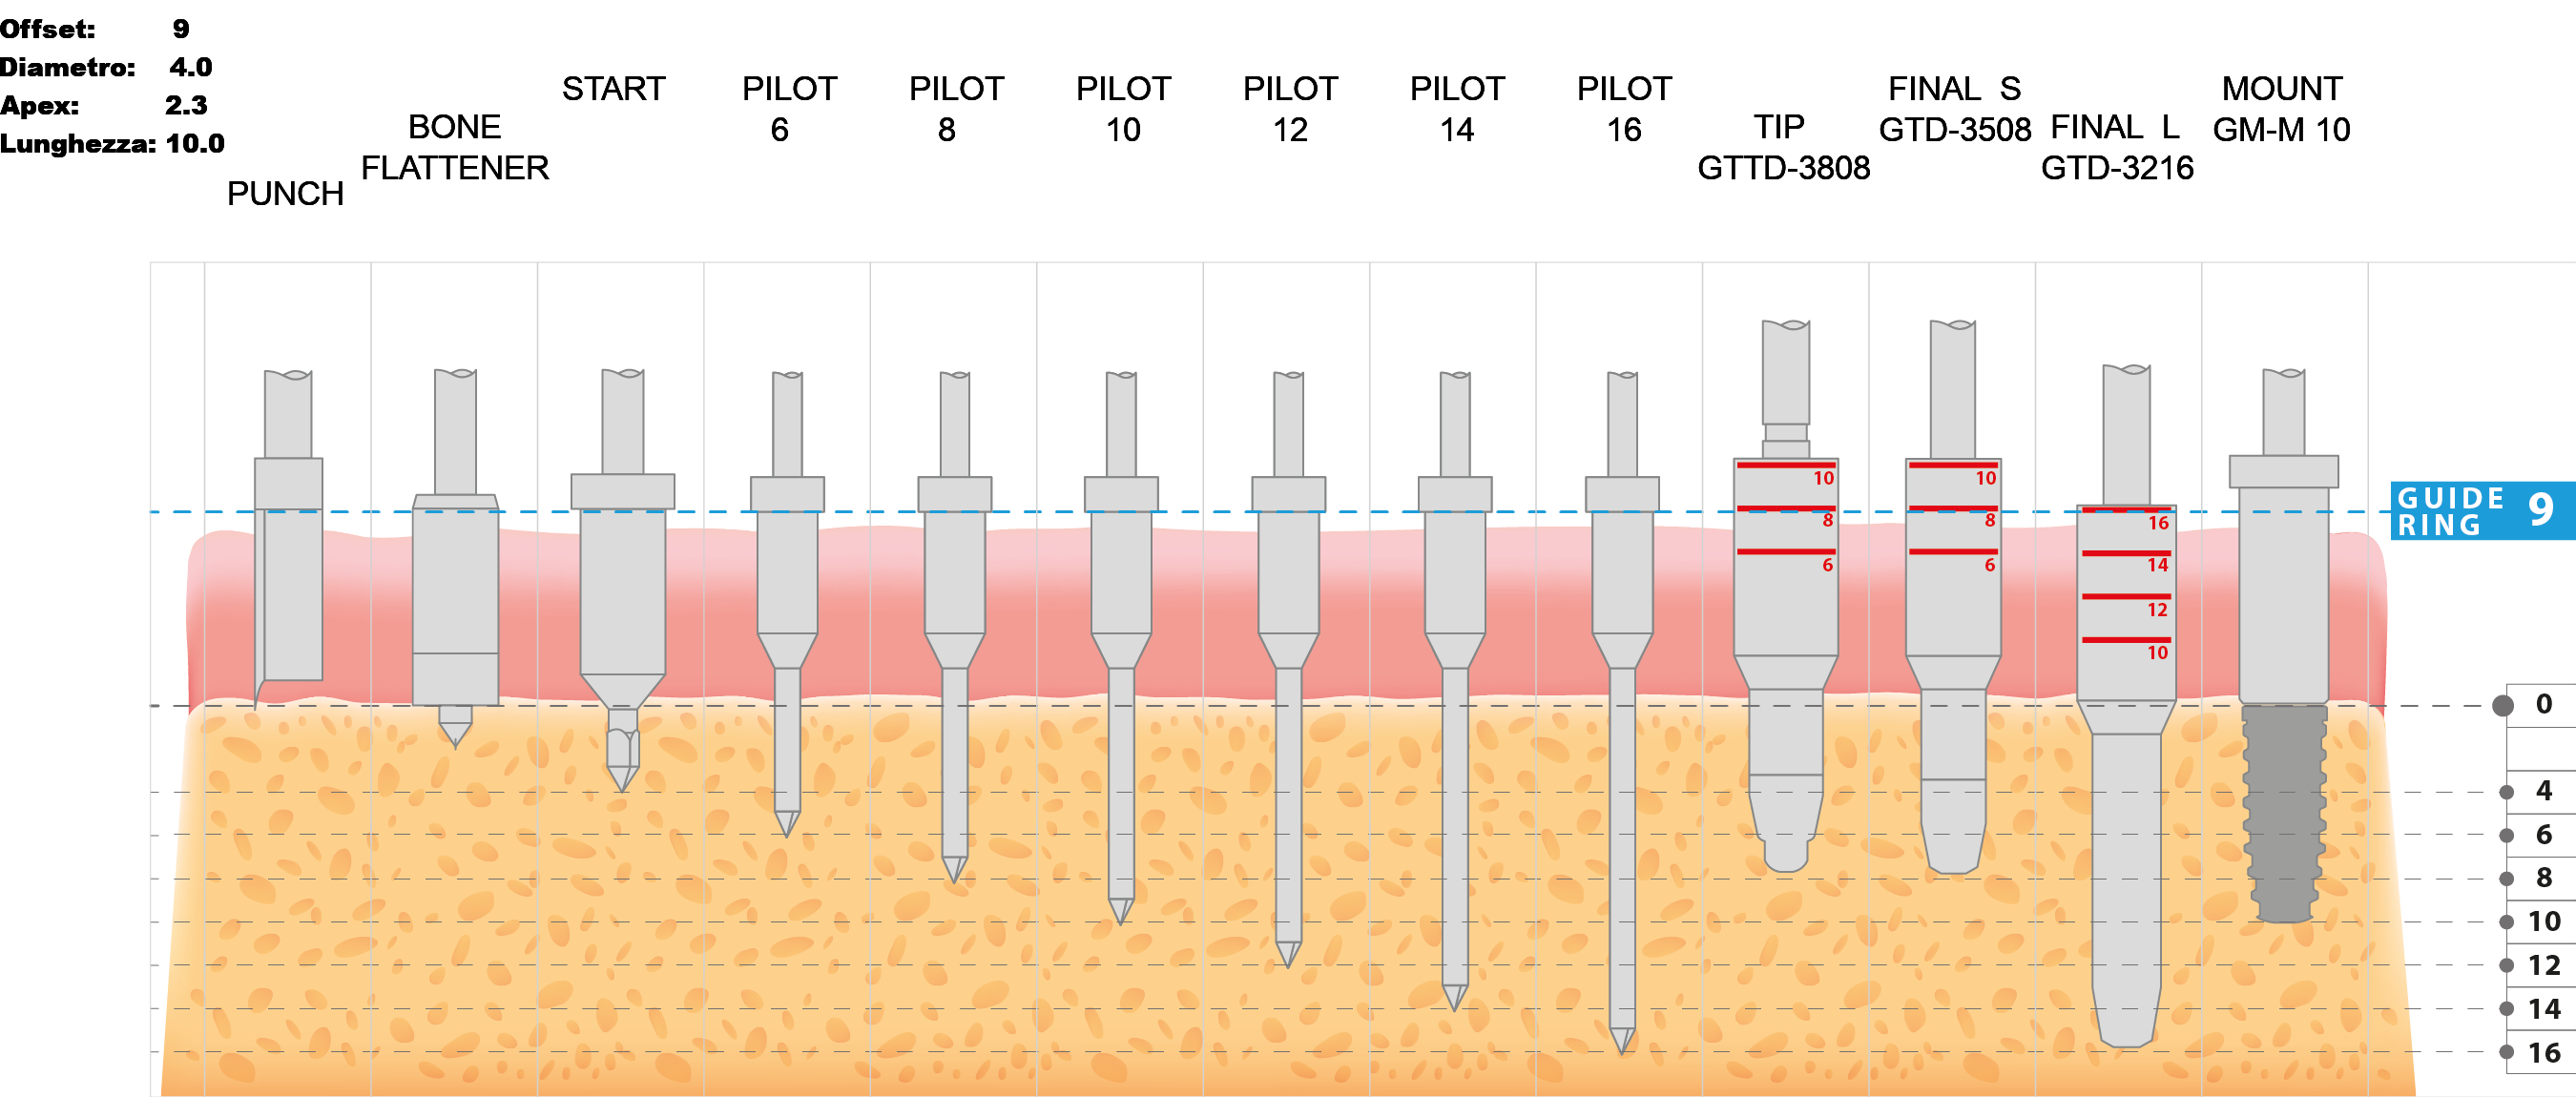 Offset: 9
Diametro: 4.0
Apex: 2.3
Lunghezza: 10.0
PUNCH
BONE
FLATTENER
START
PILOT
6
PILOT
8
PILOT
10
PILOT
12
PILOT
14
PILOT
16
TIP
GTTD-3808
FINAL S
GTD-3508
FINAL L
GTD-3216
MOUNT
GM-M 10
10
8
6
10
8
6
16
14
12
10
GUIDE
RING
9
0
4
6
8
10
12
14
16